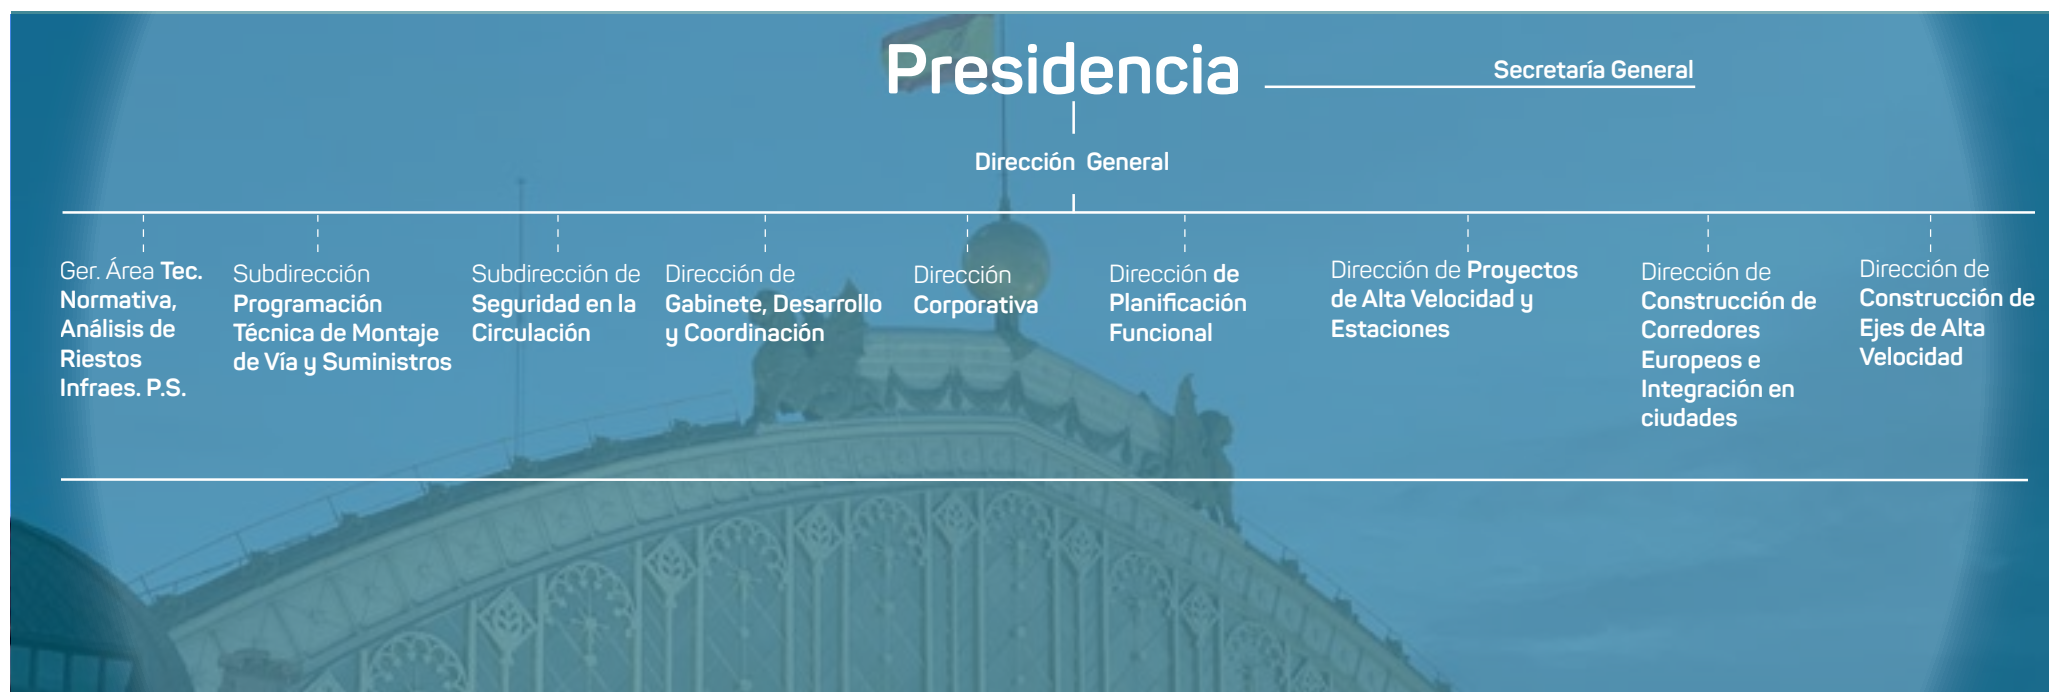 Presidencia
Secretaría General
Dirección General
Ger. Área Tec.
Normativa,
Análisis de
Riestos
Infraes. P.S.
Subdirección
Programación
Técnica de Montaje
de Vía y Suministros
Subdirección de
Seguridad en la
Circulación
Dirección de
Gabinete, Desarrollo
y Coordinación
Dirección
Corporativa
Dirección de
Planificación
Funcional
Dirección de Proyectos
de Alta Velocidad y
Estaciones
Dirección de
Construcción de
Corredores
Europeos e
Integración en
ciudades
Dirección de
Construcción de
Ejes de Alta
Velocidad